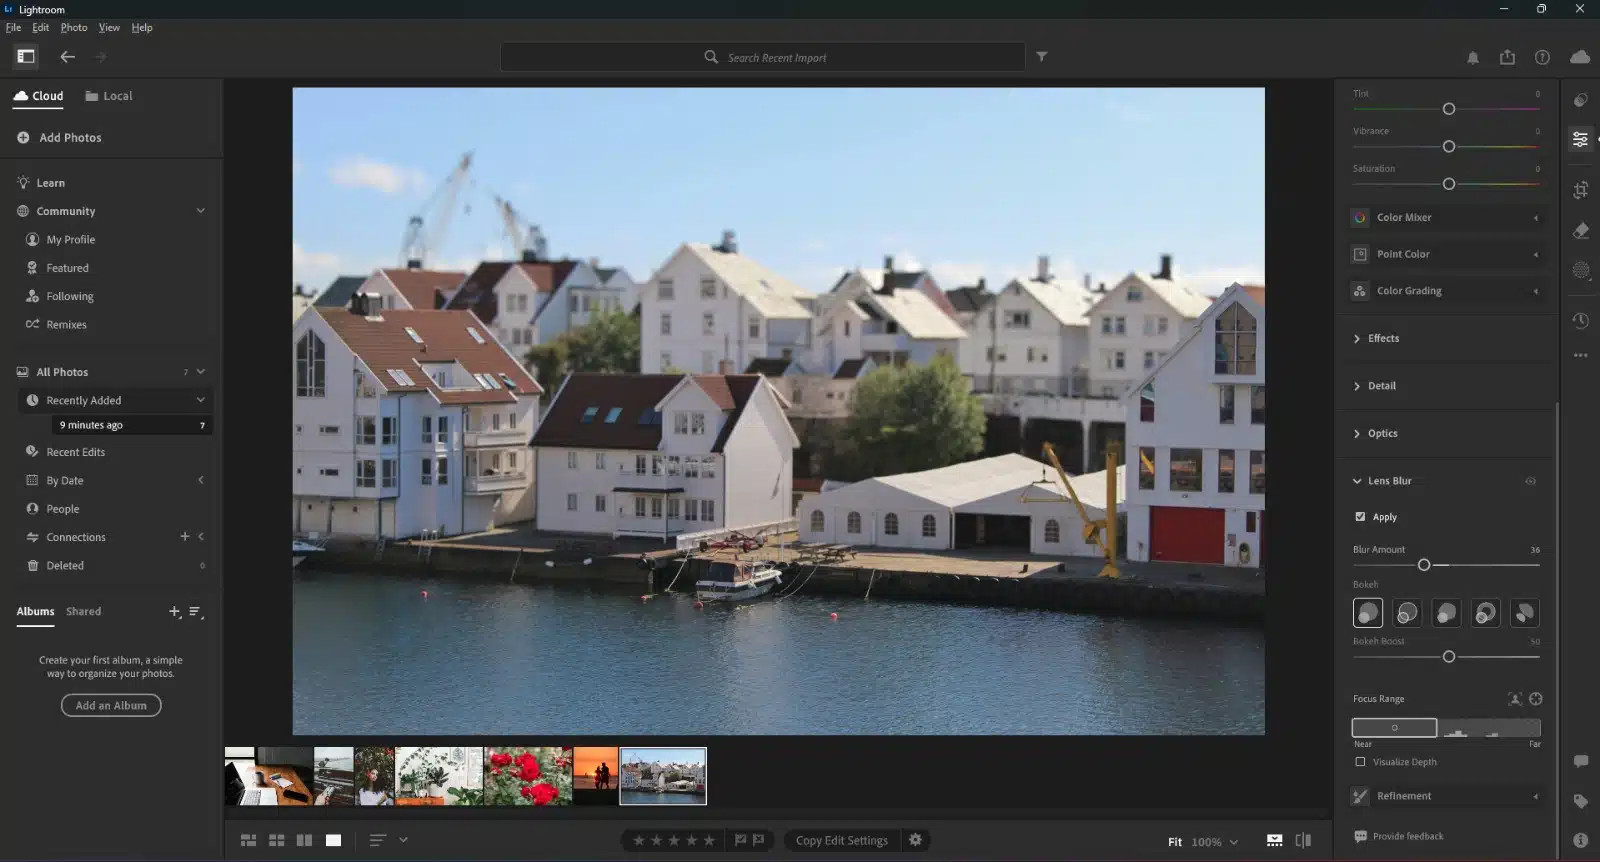 Lr Lightroom
File Edit Photo View Help
Search Recent Import
Cloud Local
Add Photos
Learn
Community
My Profile
Featured
Following
Remixes
All Photos 7
Recently Added
9 minutes ago 7
Recent Edits
By Date
People
Connections
Deleted 0
Albums Shared
Create your first album, a simple
way to organize your photos.
Add an Album
Copy Edit Settings
Fit 100%
Tint 0
Vibrance 0
Saturation 0
Color Mixer
Point Color
Color Grading
Effects
Detail
Optics
Lens Blur
Apply
Blur Amount 36
Bokeh
Bokeh Boost 50
Focus Range
Near Far
Visualize Depth
Refinement
Provide feedback